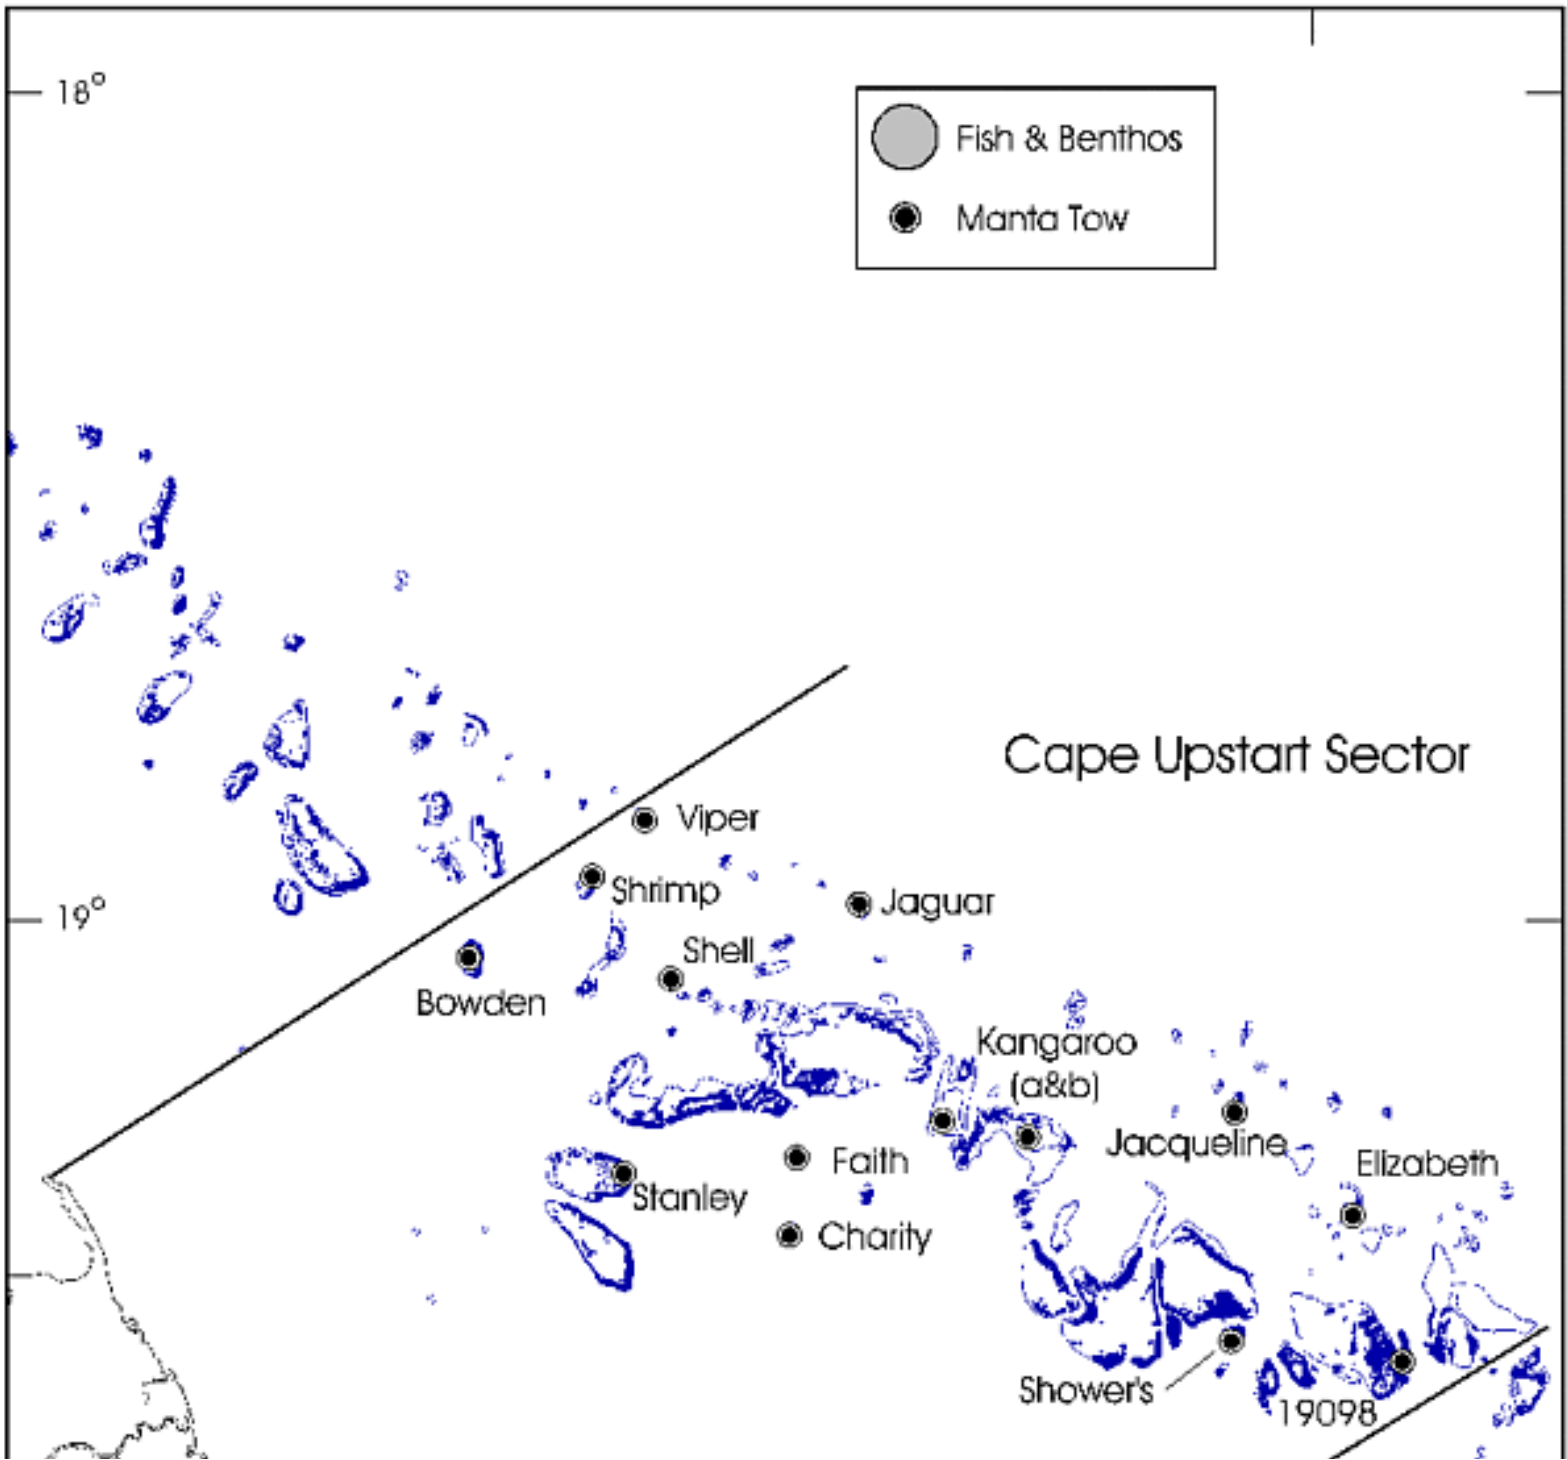 18°
Fish & Benthos
Manta Tow
Cape Upstart Sector
Viper
Shrimp
Jaguar
19°
Shell
Bowden
Kangaroo
(a&b)
Jacqueline
Faith
Elizabeth
Stanley
Charity
Shower's
19098